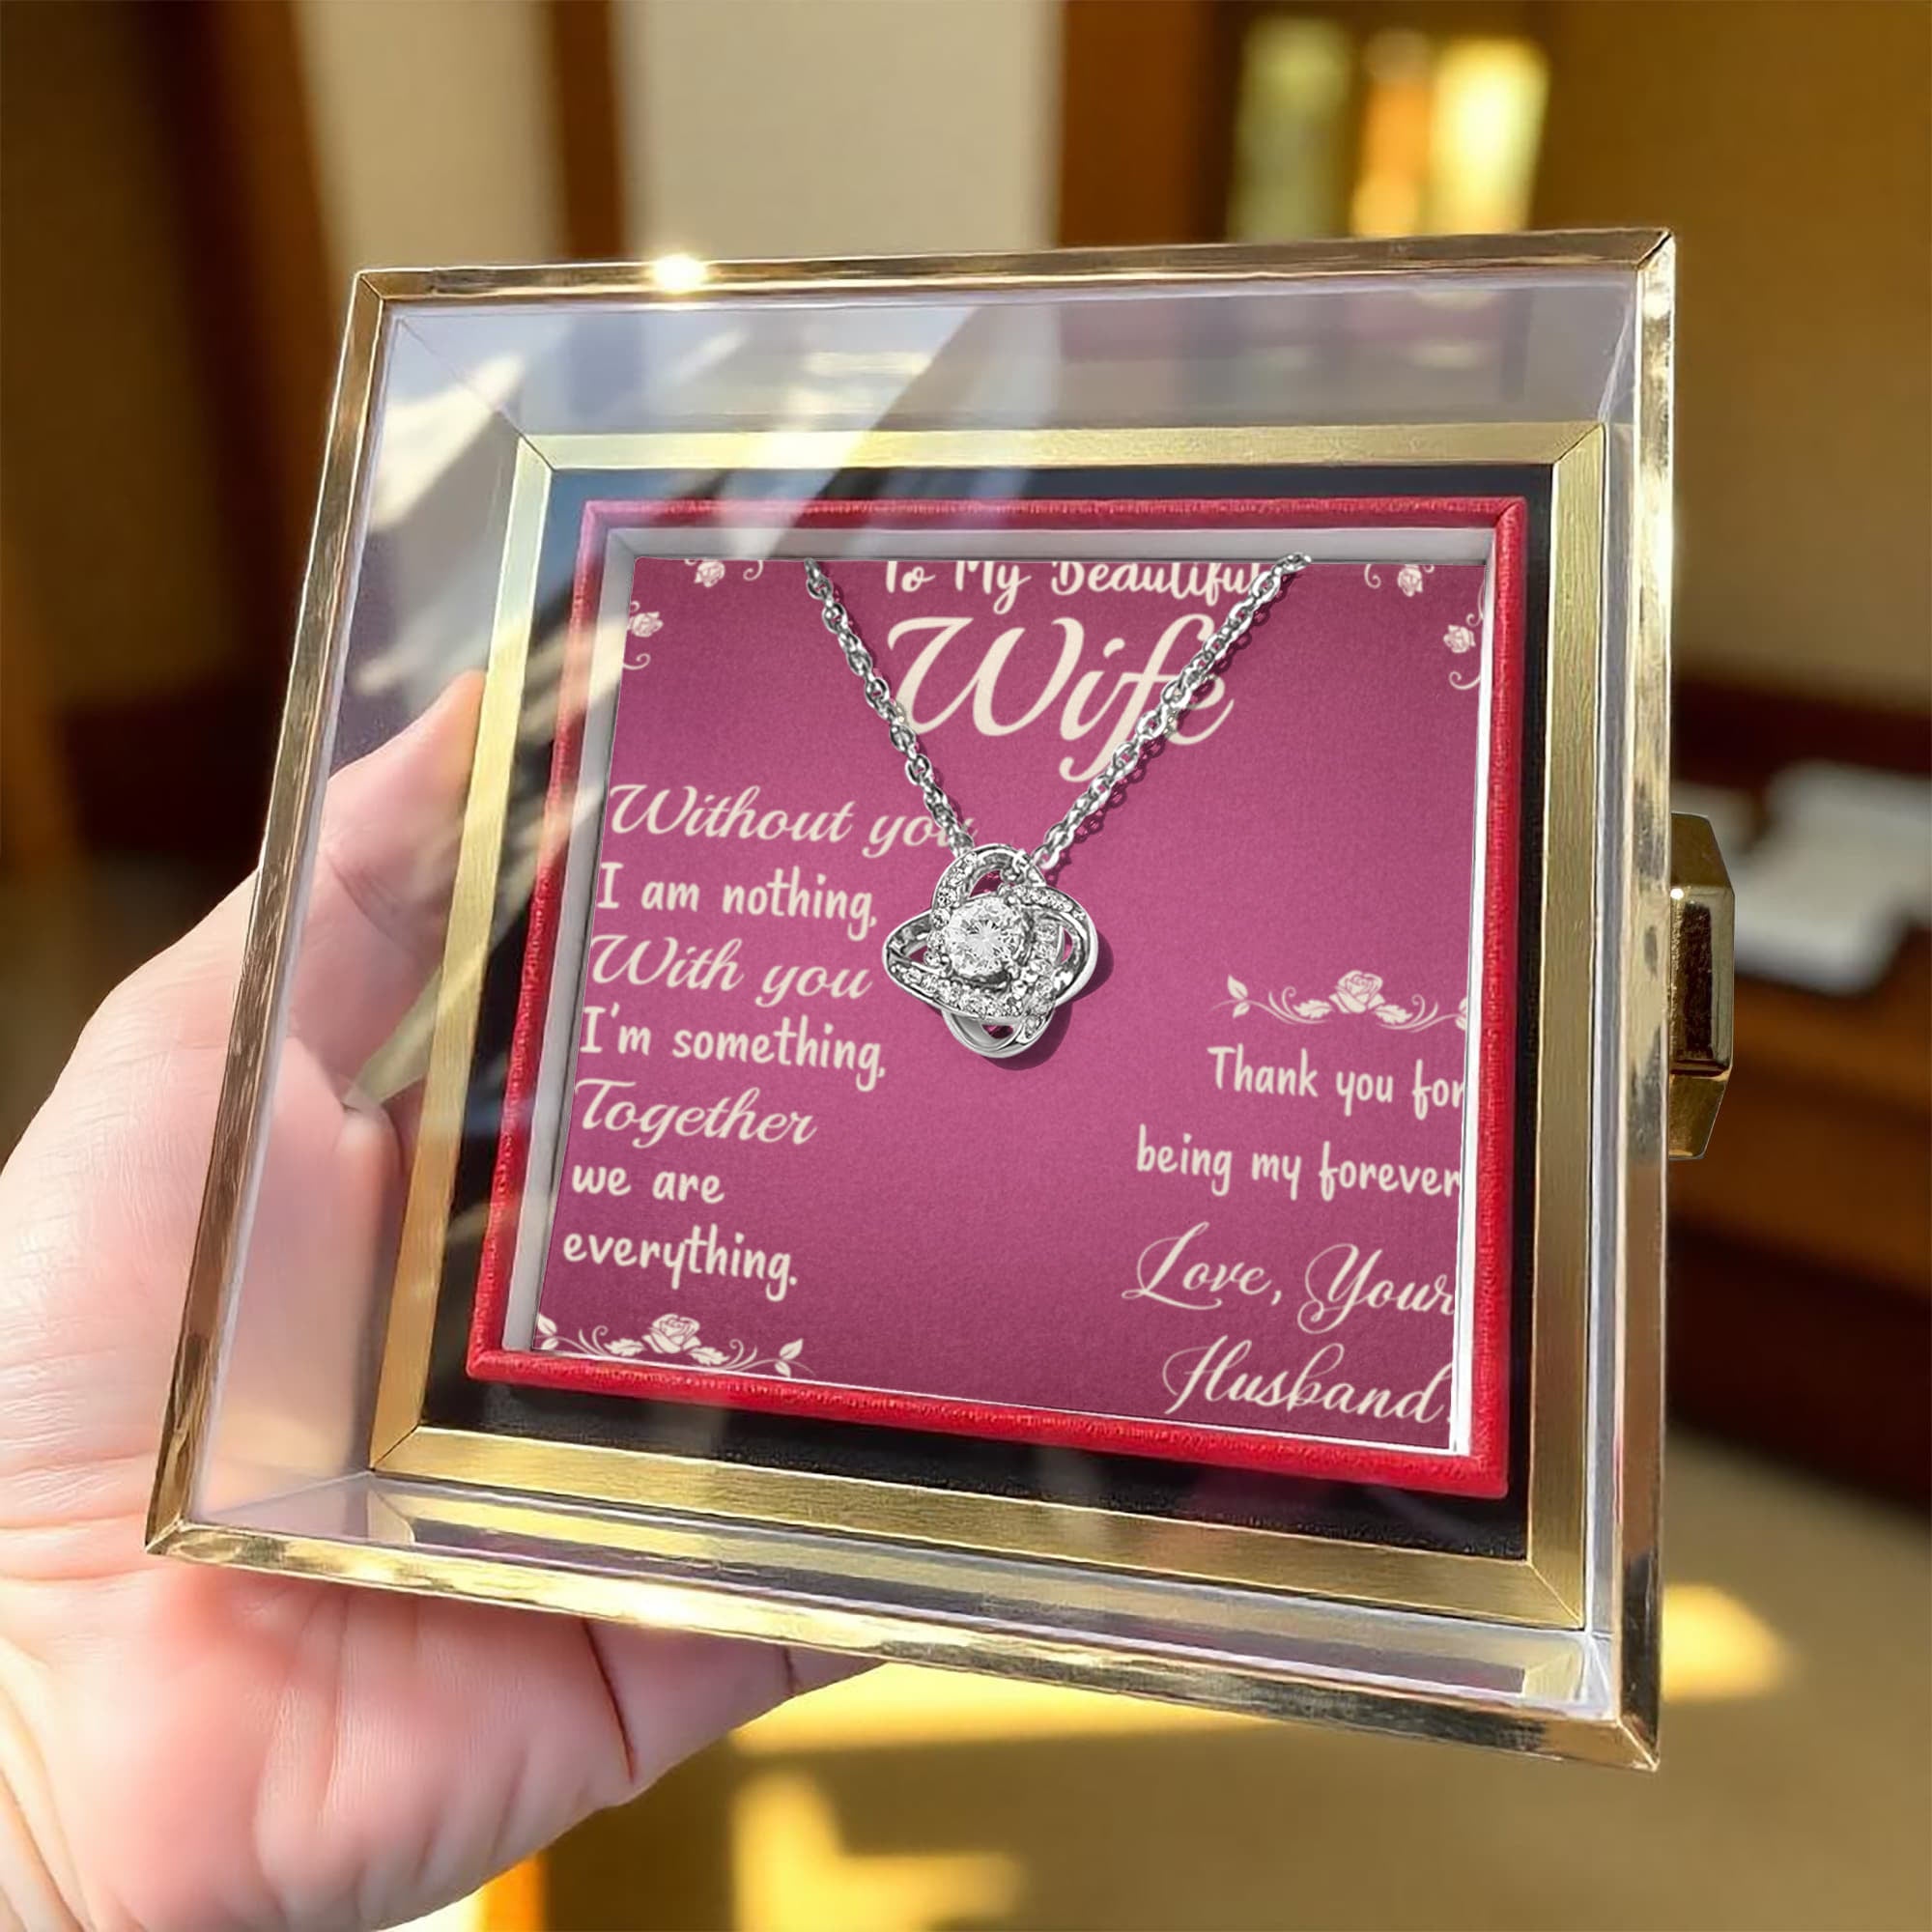 To My Beautiful
Wife
Without you
I am nothing,
With you
I'm something,
Together
we are
everything.
Thank you for
being my forever
Love, Your
Husband.